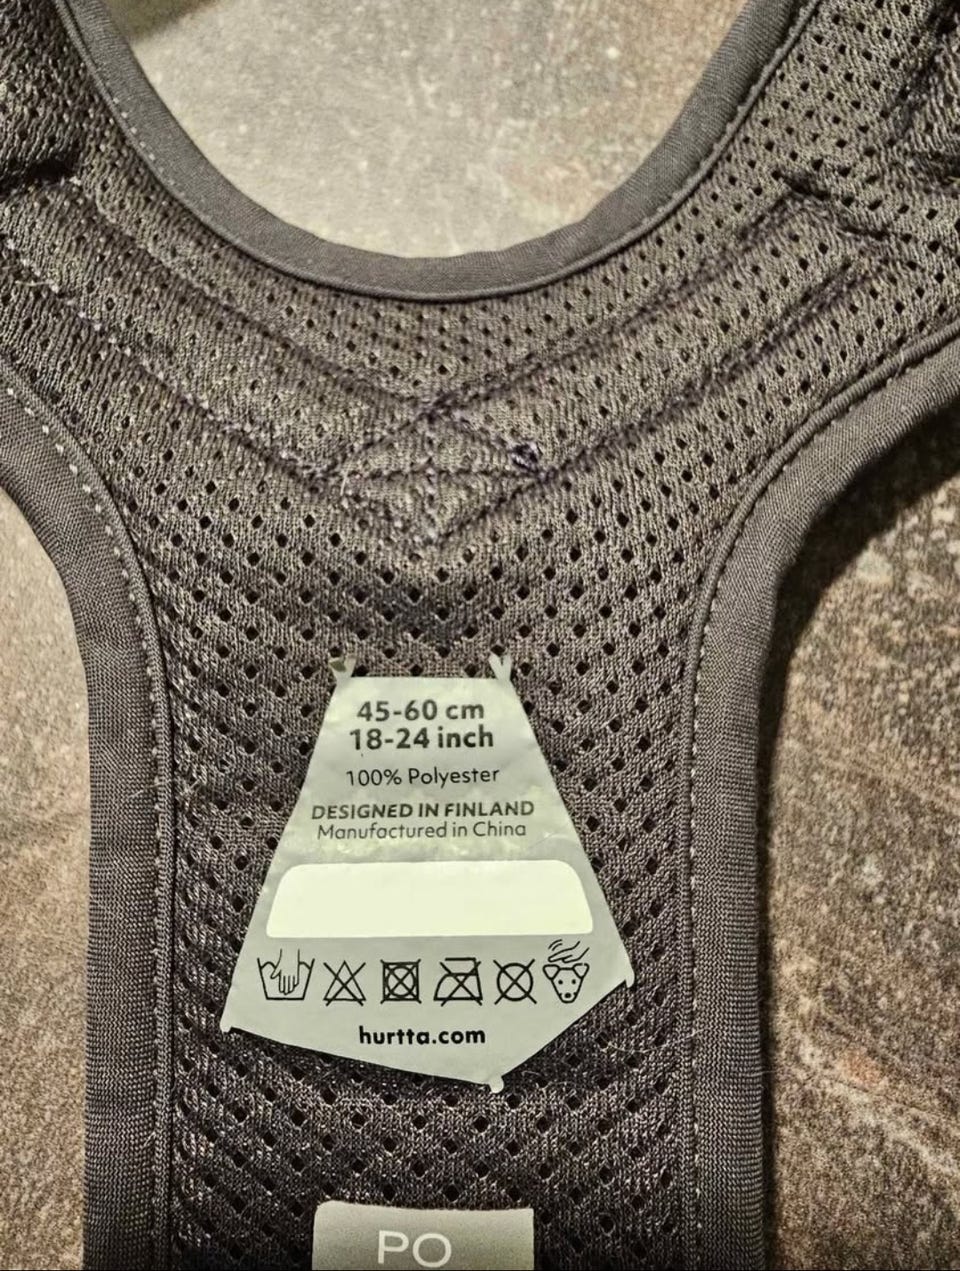 45-60 cm
18-24 inch
100% Polyester
DESIGNED IN FINLAND
Manufactured in China
hurtta.com
PO